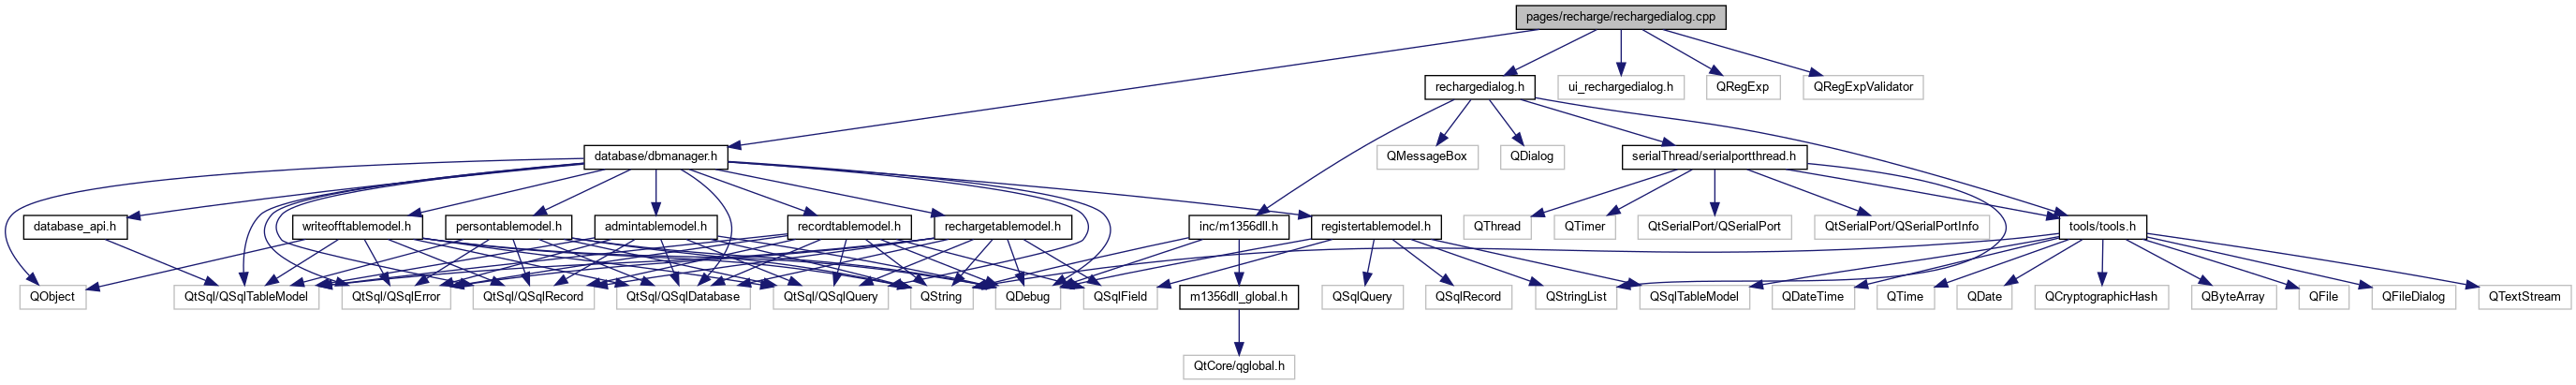 pages/recharge/rechargedialog.cpp
rechargedialog.h
ui_rechargedialog.h
QRegExp
QRegExpValidator
database/dbmanager.h
QMessageBox
QDialog
serialThread/serialportthread.h
database_api.h
writeofftablemodel.h
persontablemodel.h
admintablemodel.h
recordtablemodel.h
rechargetablemodel.h
inc/m1356dll.h
registertablemodel.h
QThread
QTimer
QtSerialPort/QSerialPort
QtSerialPort/QSerialPortInfo
tools/tools.h
QObject
QtSql/QSqlTableModel
QtSql/QSqlError
QtSql/QSqlRecord
QtSql/QSqlDatabase
QtSql/QSqlQuery
QString
QDebug
QSqlField
m1356dll_global.h
QSqlQuery
QSqlRecord
QStringList
QSqlTableModel
QDateTime
QTime
QDate
QCryptographicHash
QByteArray
QFile
QFileDialog
QTextStream
QtCore/qglobal.h